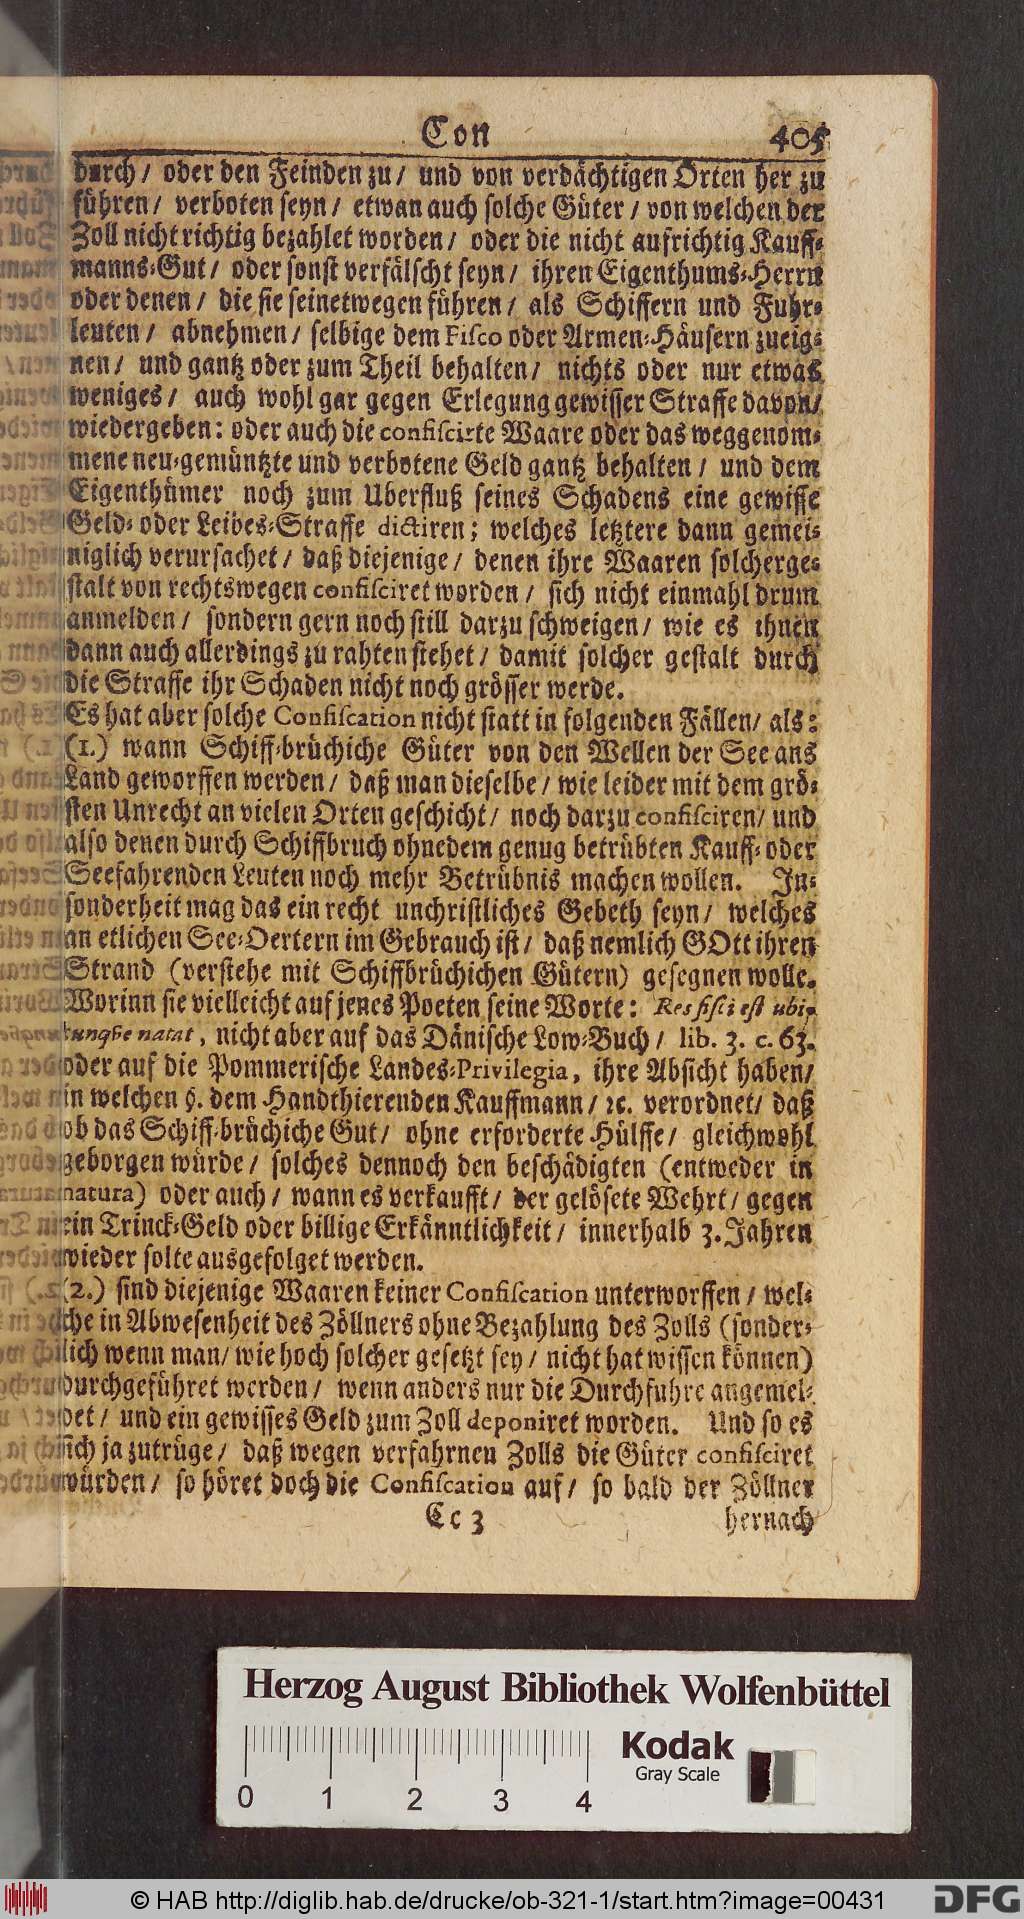 Con 405
durch / oder den Feinden zu / und von verdächtigen Orten her zu
führen / verboten seyn / etwan auch solche Güter / von welchen der
Zoll nicht richtig bezahlet worden / oder die nicht aufrichtig Kauff-
manns-Gut / oder sonst verfälscht seyn / ihren Eigenthums-Herrn
oder denen / die sie seinetwegen führen / als Schiffern und Fuhr-
leuten / abnehmen / selbige dem Fisco oder Armen-Häusern zueig-
nen / und gantz oder zum Theil behalten / nichts oder nur etwas
weniges / auch wohl gar gegen Erlegung gewisser Straffe davon /
wiedergeben: oder auch die confiscirte Waare oder das weggenom-
mene neu-gemüntzte und verbotene Geld gantz behalten / und dem
Eigenthümer noch zum Uberfluß seines Schadens eine gewisse
Geld- oder Leibes-Straffe dictiren; welches letztere dann gemei-
niglich verursachet / daß diejenige / denen ihre Waaren solcherge-
stalt von rechtswegen confisciret worden / sich nicht einmahl drum
anmelden / sondern gern noch still darzu schweigen / wie es ihnen
dann auch allerdings zu rahten stehet / damit solcher gestalt durch
die Straffe ihr Schaden nicht noch grösser werde.
Es hat aber solche Confiscation nicht statt in folgenden Fällen / als:
(1.) wann Schiff-brüchiche Güter von den Wellen der See ans
Land geworffen werden / daß man dieselbe / wie leider mit dem grö-
sten Unrecht an vielen Orten geschicht / noch darzu confisciren / und
also denen durch Schiffbruch ohnedem genug betrübten Kauff- oder
Seefahrenden Leuten noch mehr Betrübnis machen wollen. In-
sonderheit mag das ein recht unchristliches Gebeth seyn / welches
an etlichen See-Oertern im Gebrauch ist / daß nemlich GOtt ihren
Strand (verstehe mit Schiffbrüchichen Gütern) gesegnen wolle.
Worinn sie vielleicht auf jenes Poeten seine Worte: Res fisci est ubi-
cunqve natat, nicht aber auf das Dänische Low-Buch / lib. 3. c. 63.
oder auf die Pommerische Landes-Privilegia, ihre Absicht haben /
in welchen §. dem Handthierenden Kauffmann / ꝛc. verordnet / daß
ob das Schiff-brüchiche Gut / ohne erforderte Hülffe / gleichwohl
geborgen würde / solches dennoch den beschädigten (entweder in
natura) oder auch / wann es verkaufft / der gelösete Wehrt / gegen
ein Trinck-Geld oder billige Erkänntlichkeit / innerhalb 3. Jahren
wieder solte ausgefolget werden.
(2.) sind diejenige Waaren keiner Confiscation unterworffen / wel-
che in Abwesenheit des Zöllners ohne Bezahlung des Zolls (sonder-
lich wenn man / wie hoch solcher gesetzt sey / nicht hat wissen können)
durchgeführet werden / wenn anders nur die Durchfuhre angemel-
det / und ein gewisses Geld zum Zoll deponiret worden. Und so es
sich ja zutrüge / daß wegen verfahrnen Zolls die Güter confisciret
würden / so höret doch die Confiscation auf / so bald der Zöllner
Cc 3 hernach
Herzog August Bibliothek Wolfenbüttel
Kodak
Gray Scale
0 1 2 3 4
© HAB http://diglib.hab.de/drucke/ob-321-1/start.htm?image=00431
DFG